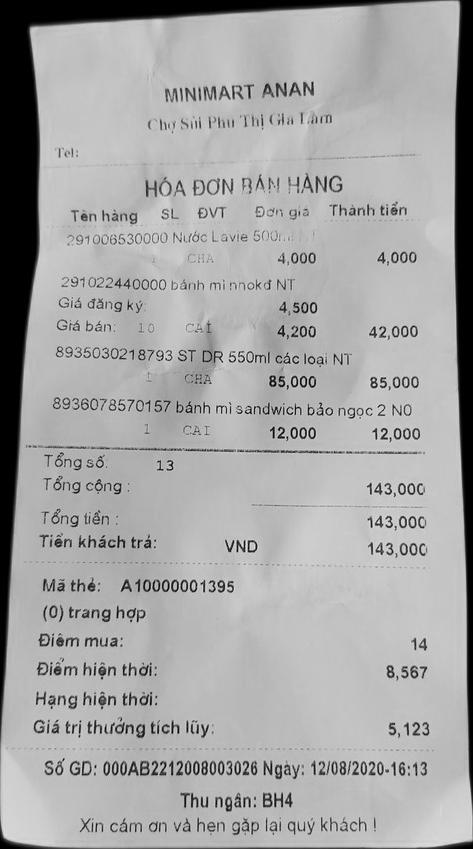 MINIMART ANAN
Chợ Sủi Phu Thị Gia Lâm
Tel:
HÓA ĐƠN BÁN HÀNG
Tên hàng SL ĐVT Đơn giá Thành tiền
291006530000 Nước Lavie
1 CHA 4,000 4,000
291022440000 bánh mì nnokđ NT
Giá đăng ký: 4,500
Giá bán: 10 CAI 4,200 42,000
8935030218793 ST DR 550ml các loại NT
1 CHA 85,000 85,000
8936078570157 bánh mì sandwich bảo ngọc 2 N0
1 CAI 12,000 12,000
Tổng số: 13
Tổng cộng : 143,000
Tổng tiền : 143,000
Tiền khách trả: VND 143,000
Mã thẻ: A10000001395
(0) trang hợp
Điểm mua: 14
Điểm hiện thời: 8,567
Hạng hiện thời:
Giá trị thưởng tích lũy: 5,123
Số GD: 000AB2212008003026 Ngày: 12/08/2020-16:13
Thu ngân: BH4
Xin cám ơn và hẹn gặp lại quý khách !